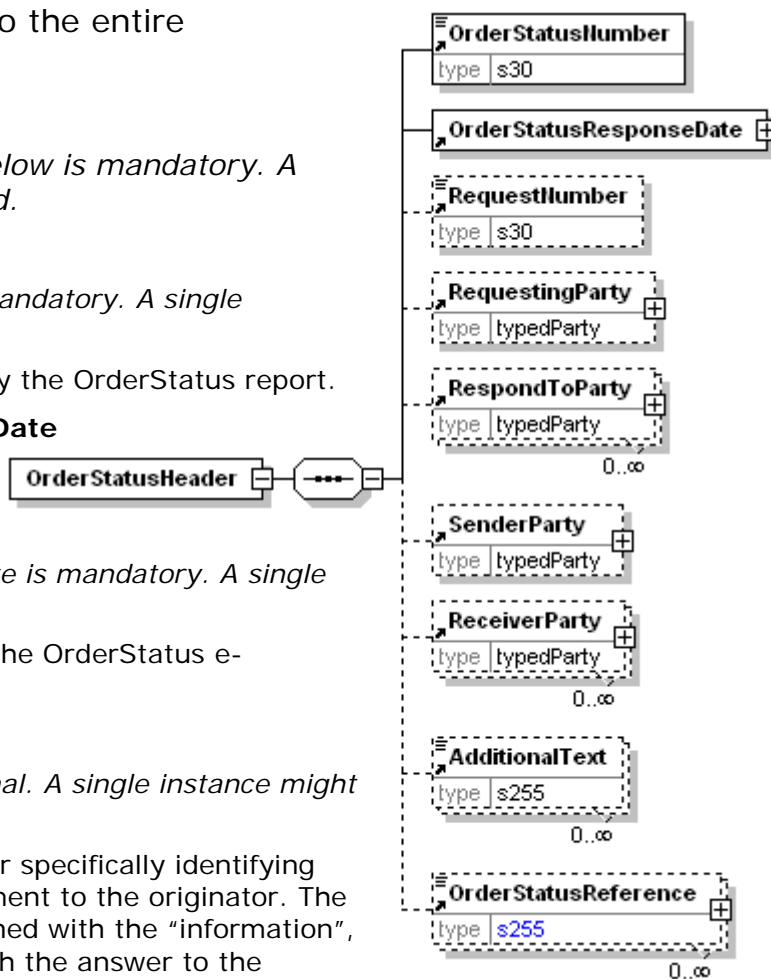 o the entire
elow is mandatory. A
d.
andatory. A single
y the OrderStatus report.
Date
e is mandatory. A single
he OrderStatus e-
al. A single instance might
r specifically identifying
ment to the originator. The
ned with the "information",
h the answer to the
OrderStatusHeader
OrderStatusNumber
type s30
OrderStatusResponseDate
RequestNumber
type s30
RequestingParty
type typedParty
RespondToParty
type typedParty
0..∞
SenderParty
type typedParty
ReceiverParty
type typedParty
0..∞
AdditionalText
type s255
0..∞
OrderStatusReference
type s255
0..∞